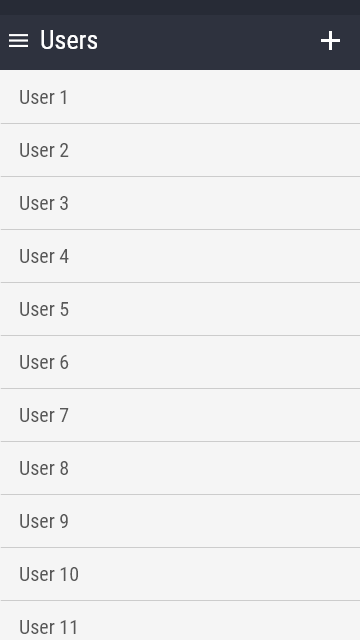 Users
User 1
User 2
User 3
User 4
User 5
User 6
User 7
User 8
User 9
User 10
User 11